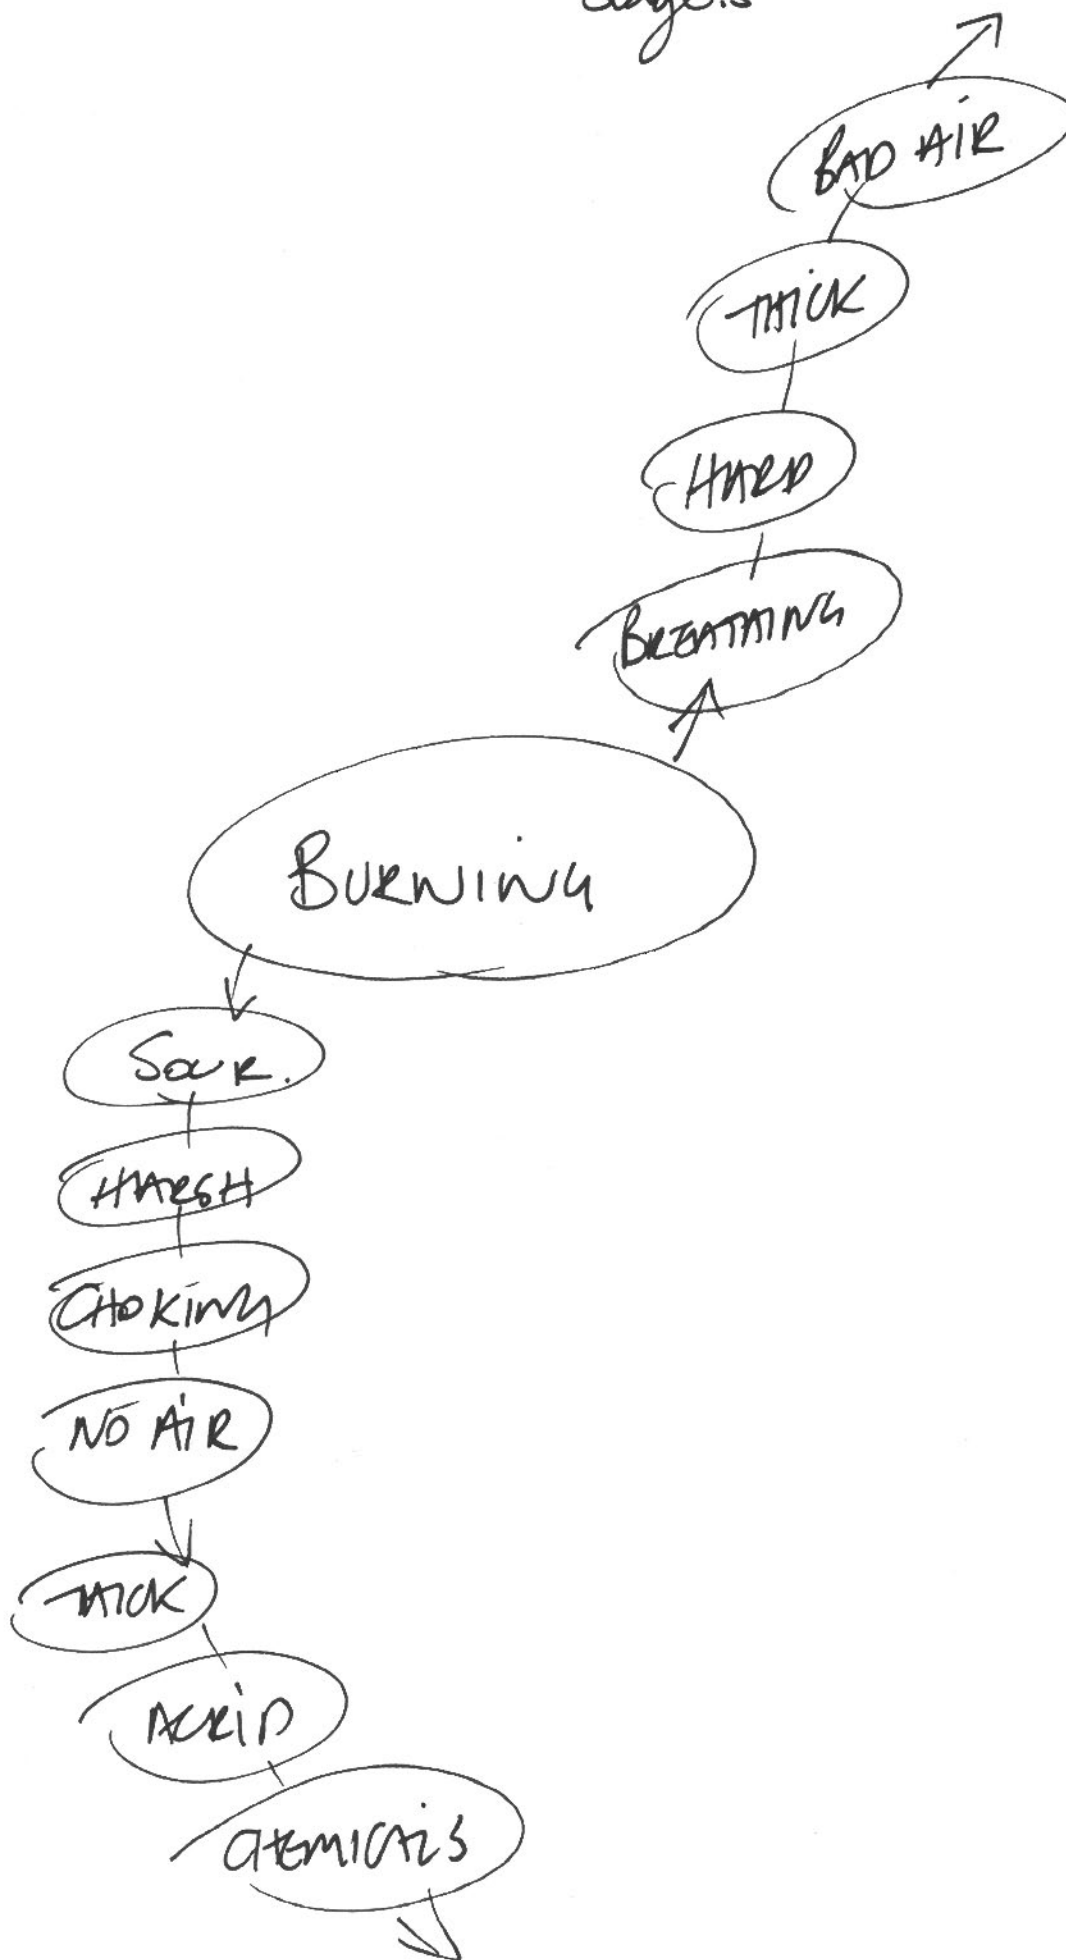 BAD AIR
THICK
HARD
BREATHING
BURNING
SOUR.
HARSH
CHOKING
NO AIR
THICK
ACRID
CHEMICALS